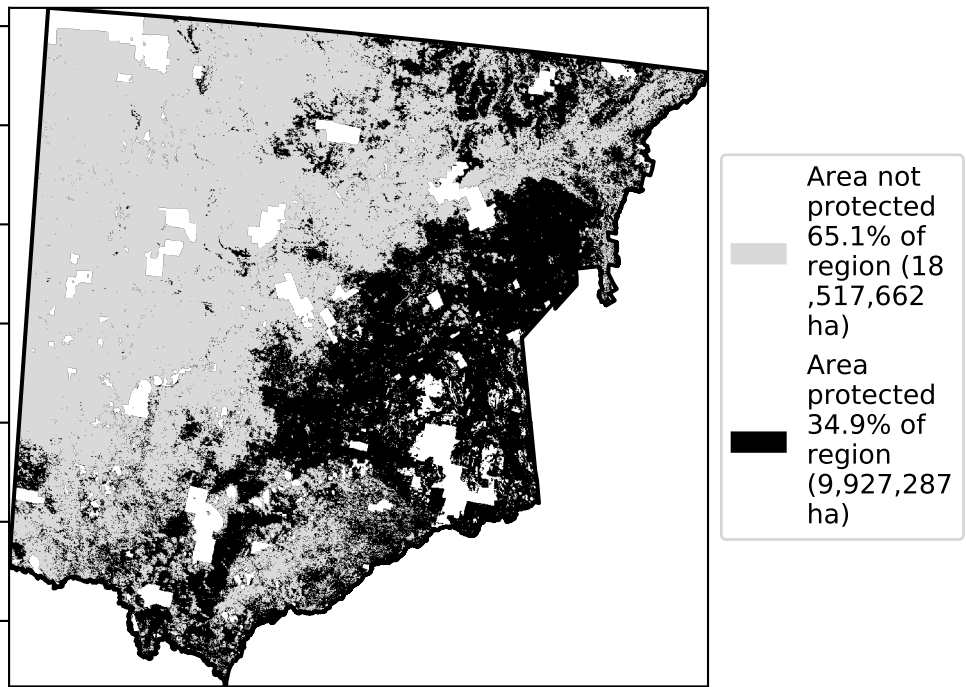 Area not
protected
65.1% of
region (18
,517,662
ha)
Area
protected
34.9% of
region
(9,927,287
ha)